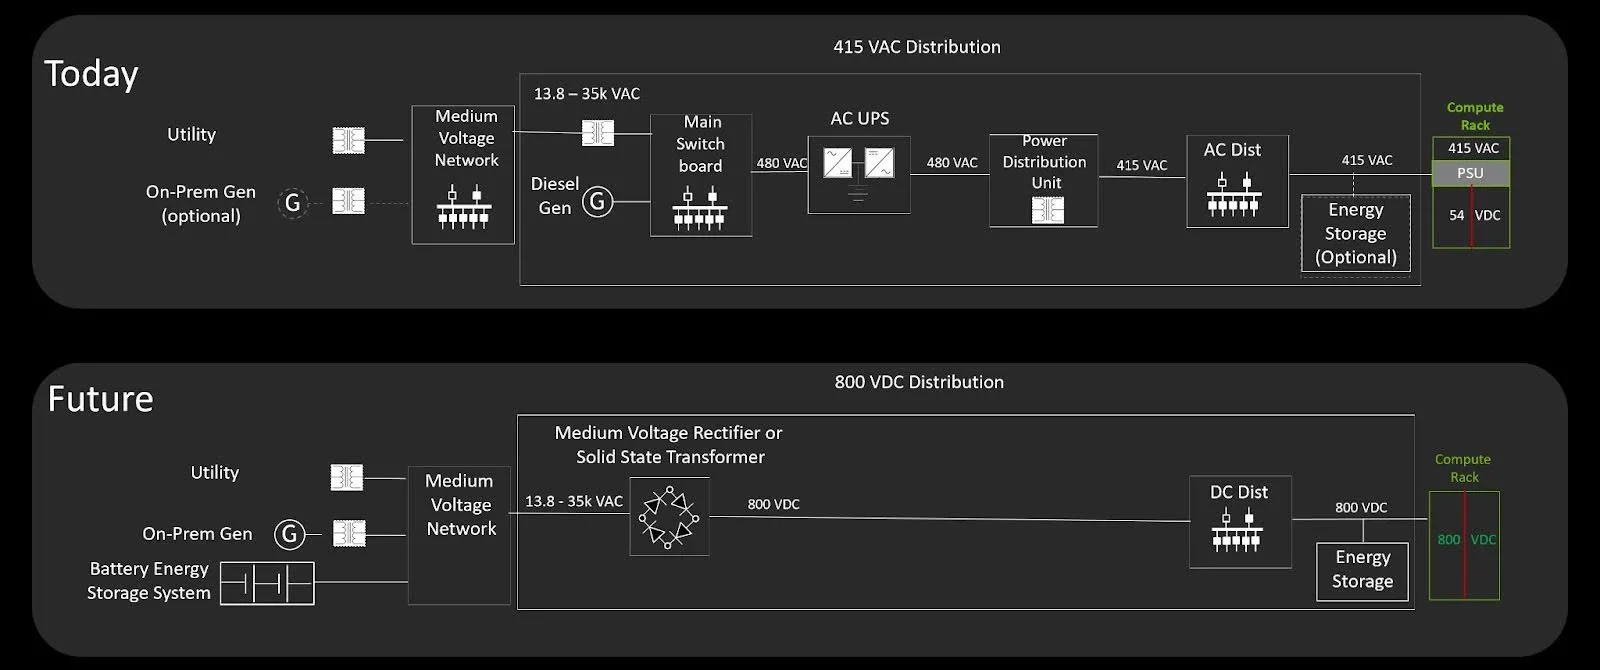 415 VAC Distribution
Today
13.8 – 35k VAC
Utility
On-Prem Gen
(optional)
G
Medium
Voltage
Network
Diesel
Gen
G
Main
Switch
board
480 VAC
AC UPS
480 VAC
Power
Distribution
Unit
415 VAC
AC Dist
415 VAC
Energy
Storage
(Optional)
Compute
Rack
415 VAC
PSU
54 VDC
800 VDC Distribution
Future
Utility
On-Prem Gen
G
Battery Energy
Storage System
Medium
Voltage
Network
Medium Voltage Rectifier or
Solid State Transformer
13.8 - 35k VAC
800 VDC
DC Dist
800 VDC
Energy
Storage
Compute
Rack
800 VDC